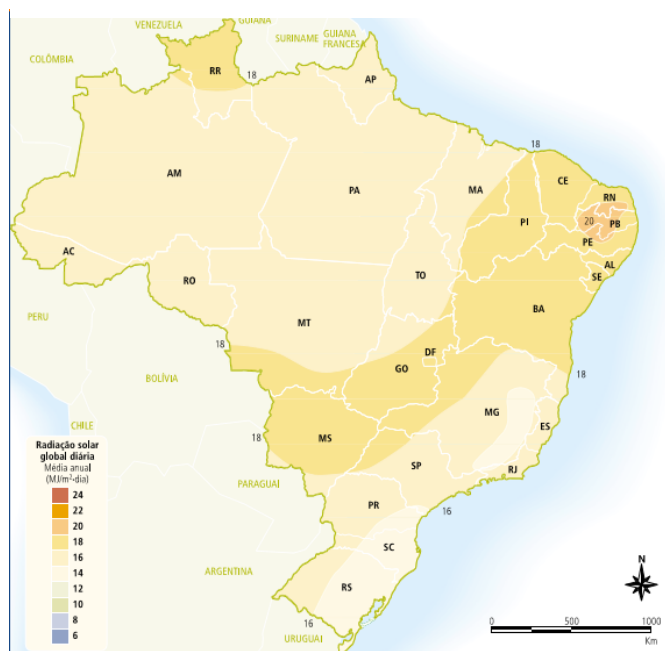 VENEZUELA
GUIANA
SURINAME
GUIANA
FRANCESA
COLÔMBIA
RR
18
AP
18
AM
PA
MA
CE
RN
PI
20
PB
PE
AC
AL
TO
SE
RO
BA
MT
PERU
18
DF
GO
18
BOLÍVIA
MG
ES
CHILE
MS
18
Radiação solar
global diária
Média anual
(MJ/m²•dia)
24
22
20
18
16
14
12
10
8
6
SP
RJ
PARAGUAI
PR
16
SC
ARGENTINA
RS
N
16
URUGUAI
0 500 1000
Km